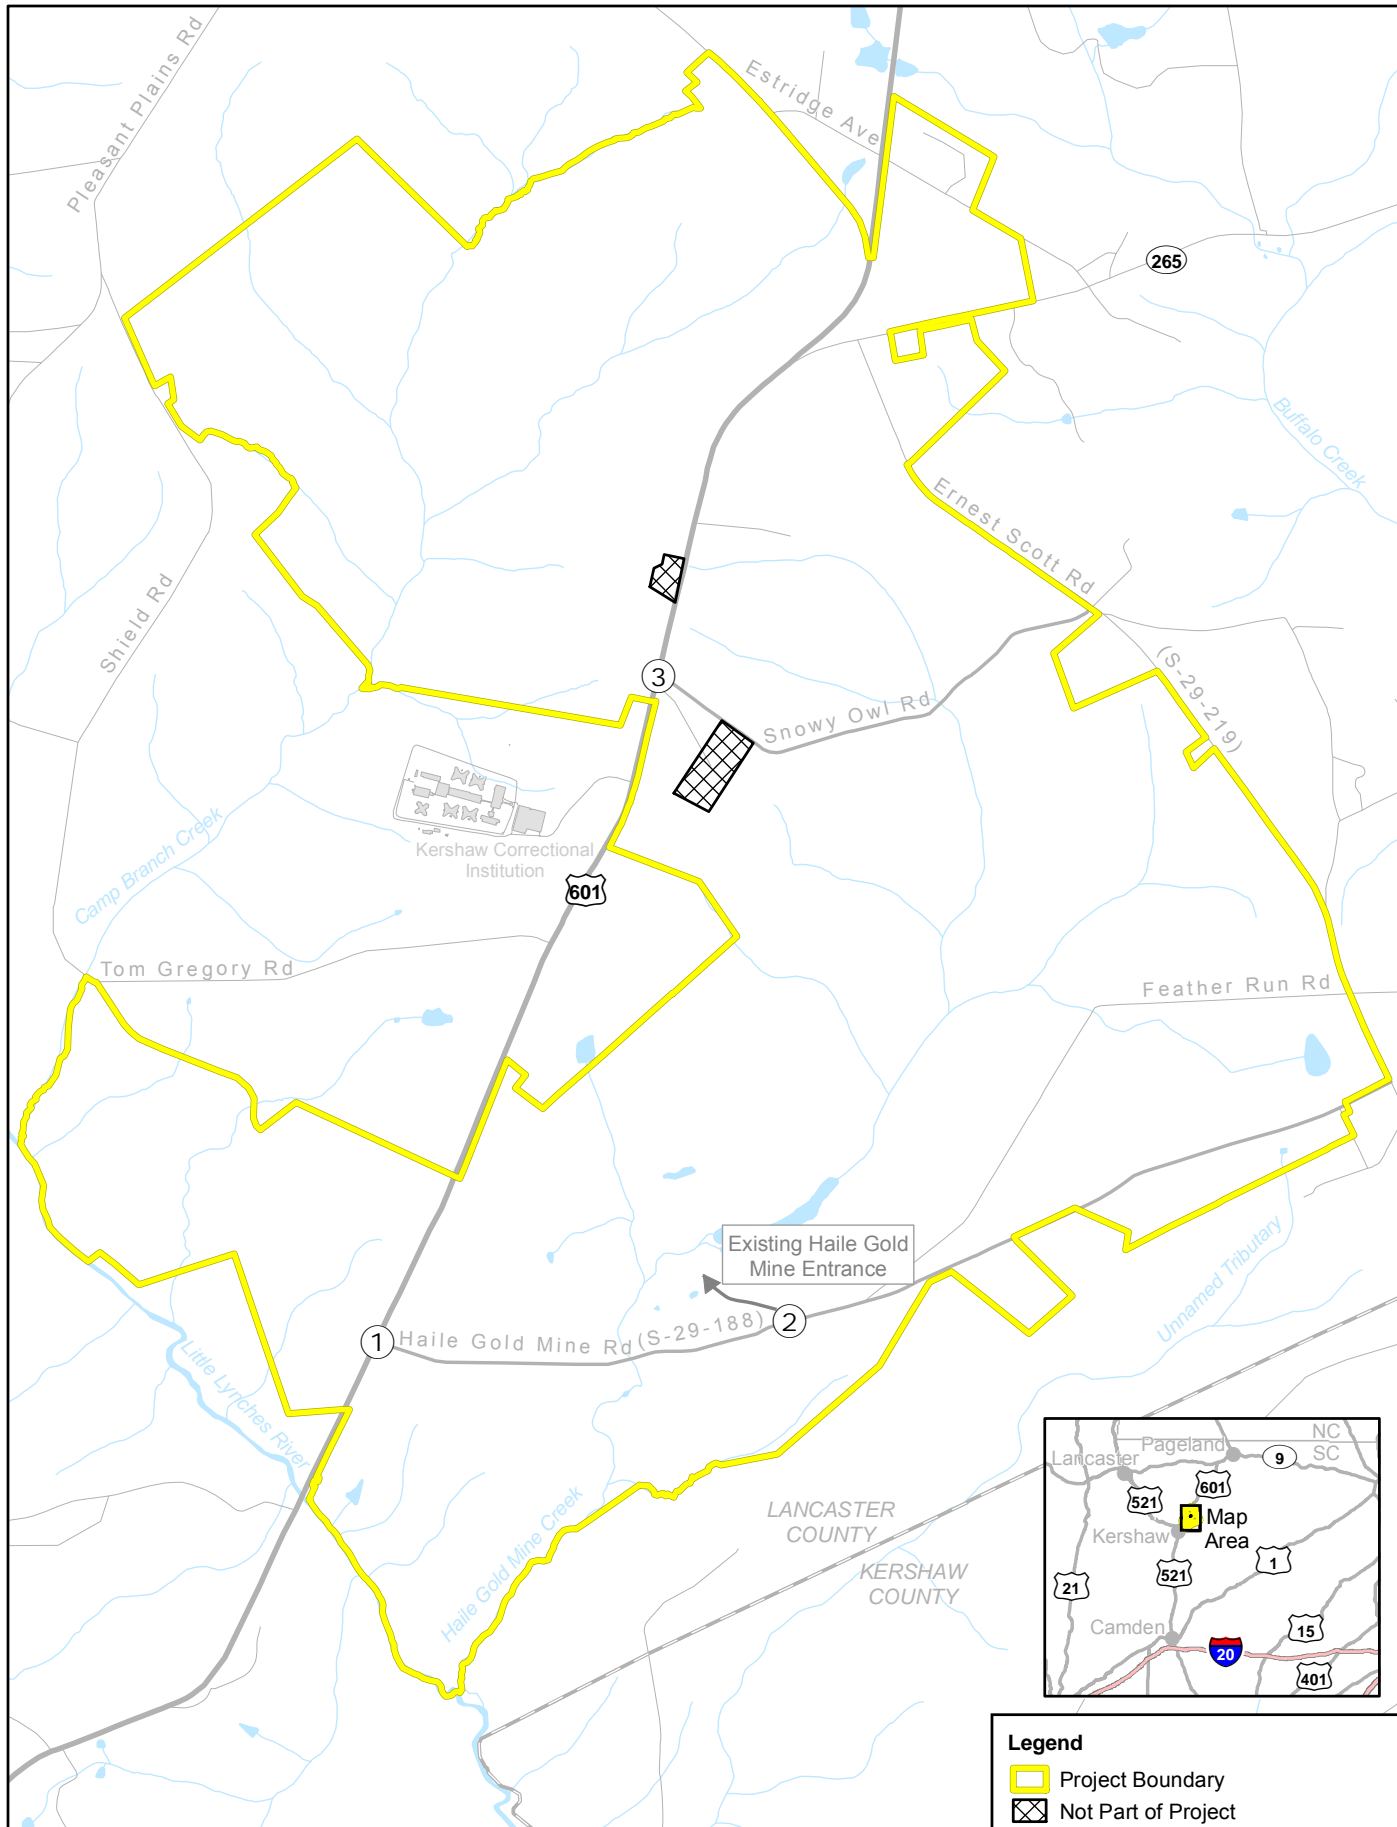 Pleasant Plains Rd
Estridge Ave
265
Buffalo Creek
Ernest Scott Rd
Shield Rd
(S-29-219)
3
Snowy Owl Rd
Camp Branch Creek
Kershaw Correctional
Institution
601
Tom Gregory Rd
Feather Run Rd
Existing Haile Gold
Mine Entrance
Unnamed Tributary
1
Haile Gold Mine Rd (S-29-188)
2
Little Lynches River
Haile Gold Mine Creek
LANCASTER
COUNTY
KERSHAW
COUNTY
NC
SC
Pageland
9
Lancaster
601
521
Map
Area
Kershaw
521
1
21
Camden
15
20
401
Legend
Project Boundary
Not Part of Project